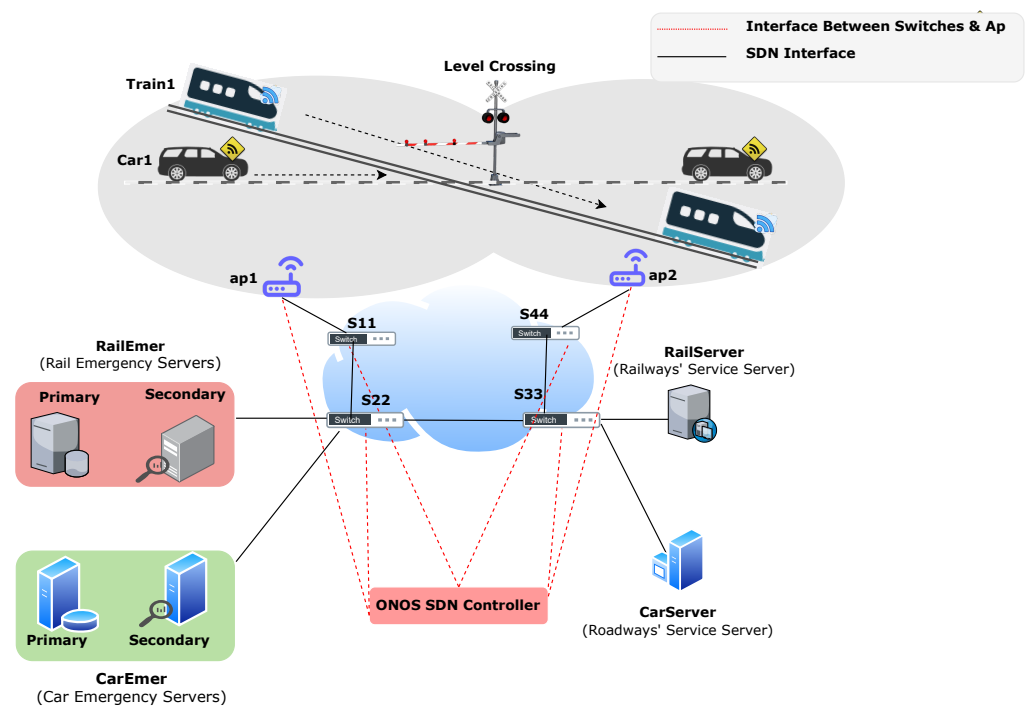 Interface Between Switches & Ap
SDN Interface
Level Crossing
Train1
Car1
ap1
ap2
S11
Switch
S44
Switch
RailEmer
(Rail Emergency Servers)
Primary
Secondary
S22
Switch
S33
Switch
RailServer
(Railways' Service Server)
ONOS SDN Controller
CarServer
(Roadways' Service Server)
Primary
Secondary
CarEmer
(Car Emergency Servers)